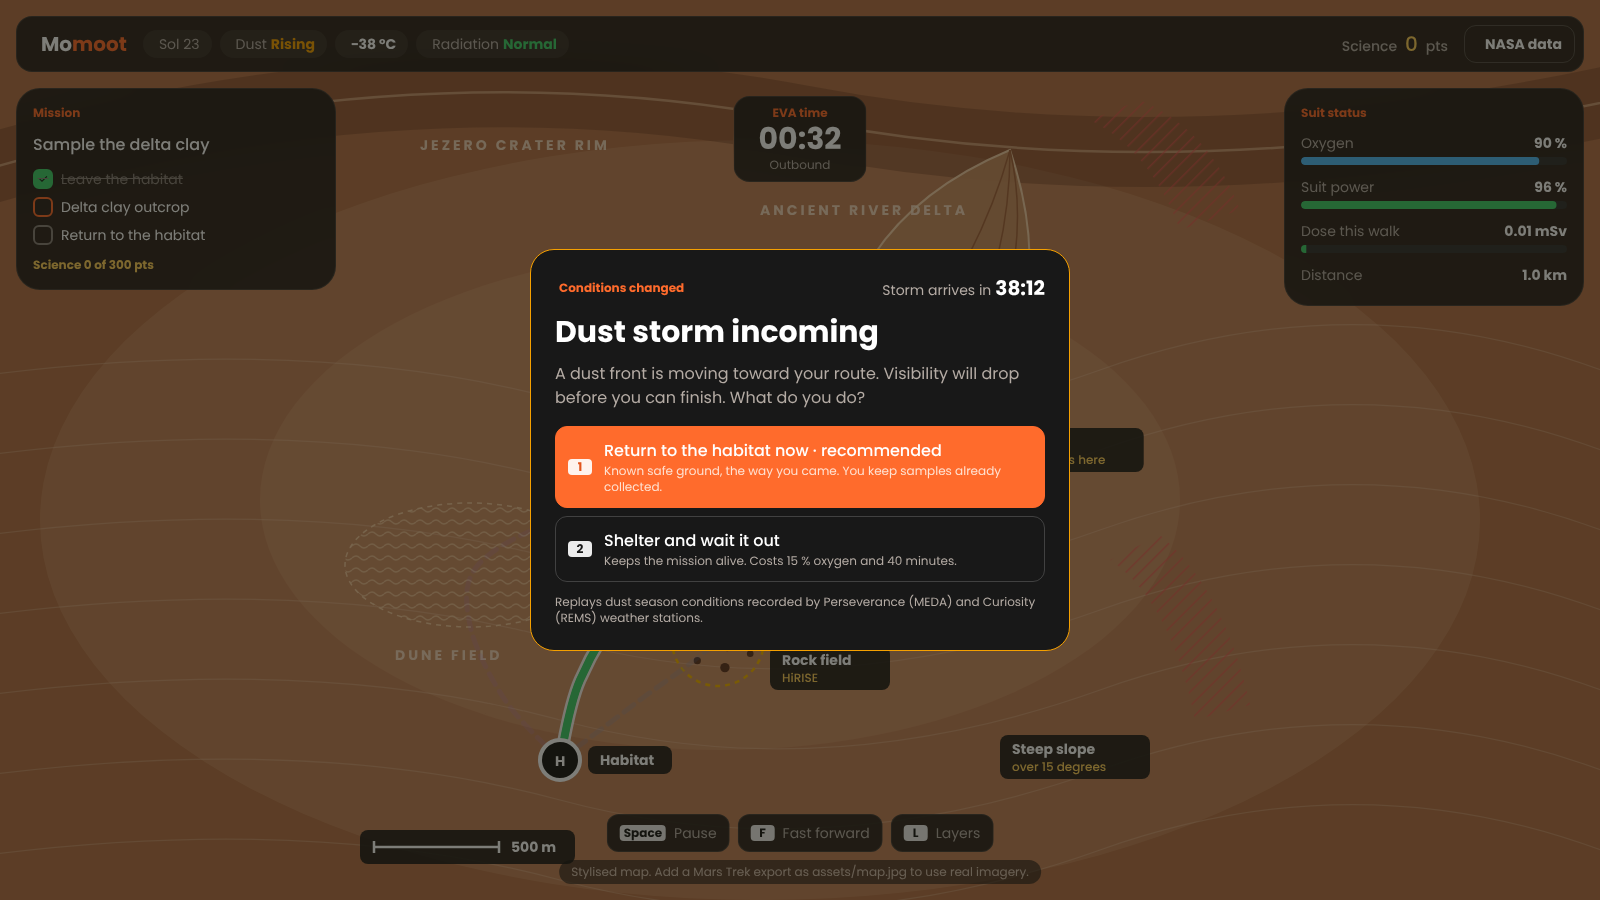 Momoot
Sol 23
Dust Rising
-38 °C
Radiation Normal
Science 0 pts
NASA data
Mission
Sample the delta clay
Leave the habitat
Delta clay outcrop
Return to the habitat
Science 0 of 300 pts
JEZERO CRATER RIM
EVA time
00:32
Outbound
ANCIENT RIVER DELTA
Suit status
Oxygen 90 %
Suit power 96 %
Dose this walk 0.01 mSv
Distance 1.0 km
Conditions changed
Storm arrives in 38:12
Dust storm incoming
A dust front is moving toward your route. Visibility will drop
before you can finish. What do you do?
1
Return to the habitat now · recommended
Known safe ground, the way you came. You keep samples already
collected.
2
Shelter and wait it out
Keeps the mission alive. Costs 15 % oxygen and 40 minutes.
Replays dust season conditions recorded by Perseverance (MEDA) and Curiosity
(REMS) weather stations.
here
DUNE FIELD
Rock field
HiRISE
H
Habitat
Steep slope
over 15 degrees
Space Pause
F Fast forward
L Layers
500 m
Stylised map. Add a Mars Trek export as assets/map.jpg to use real imagery.